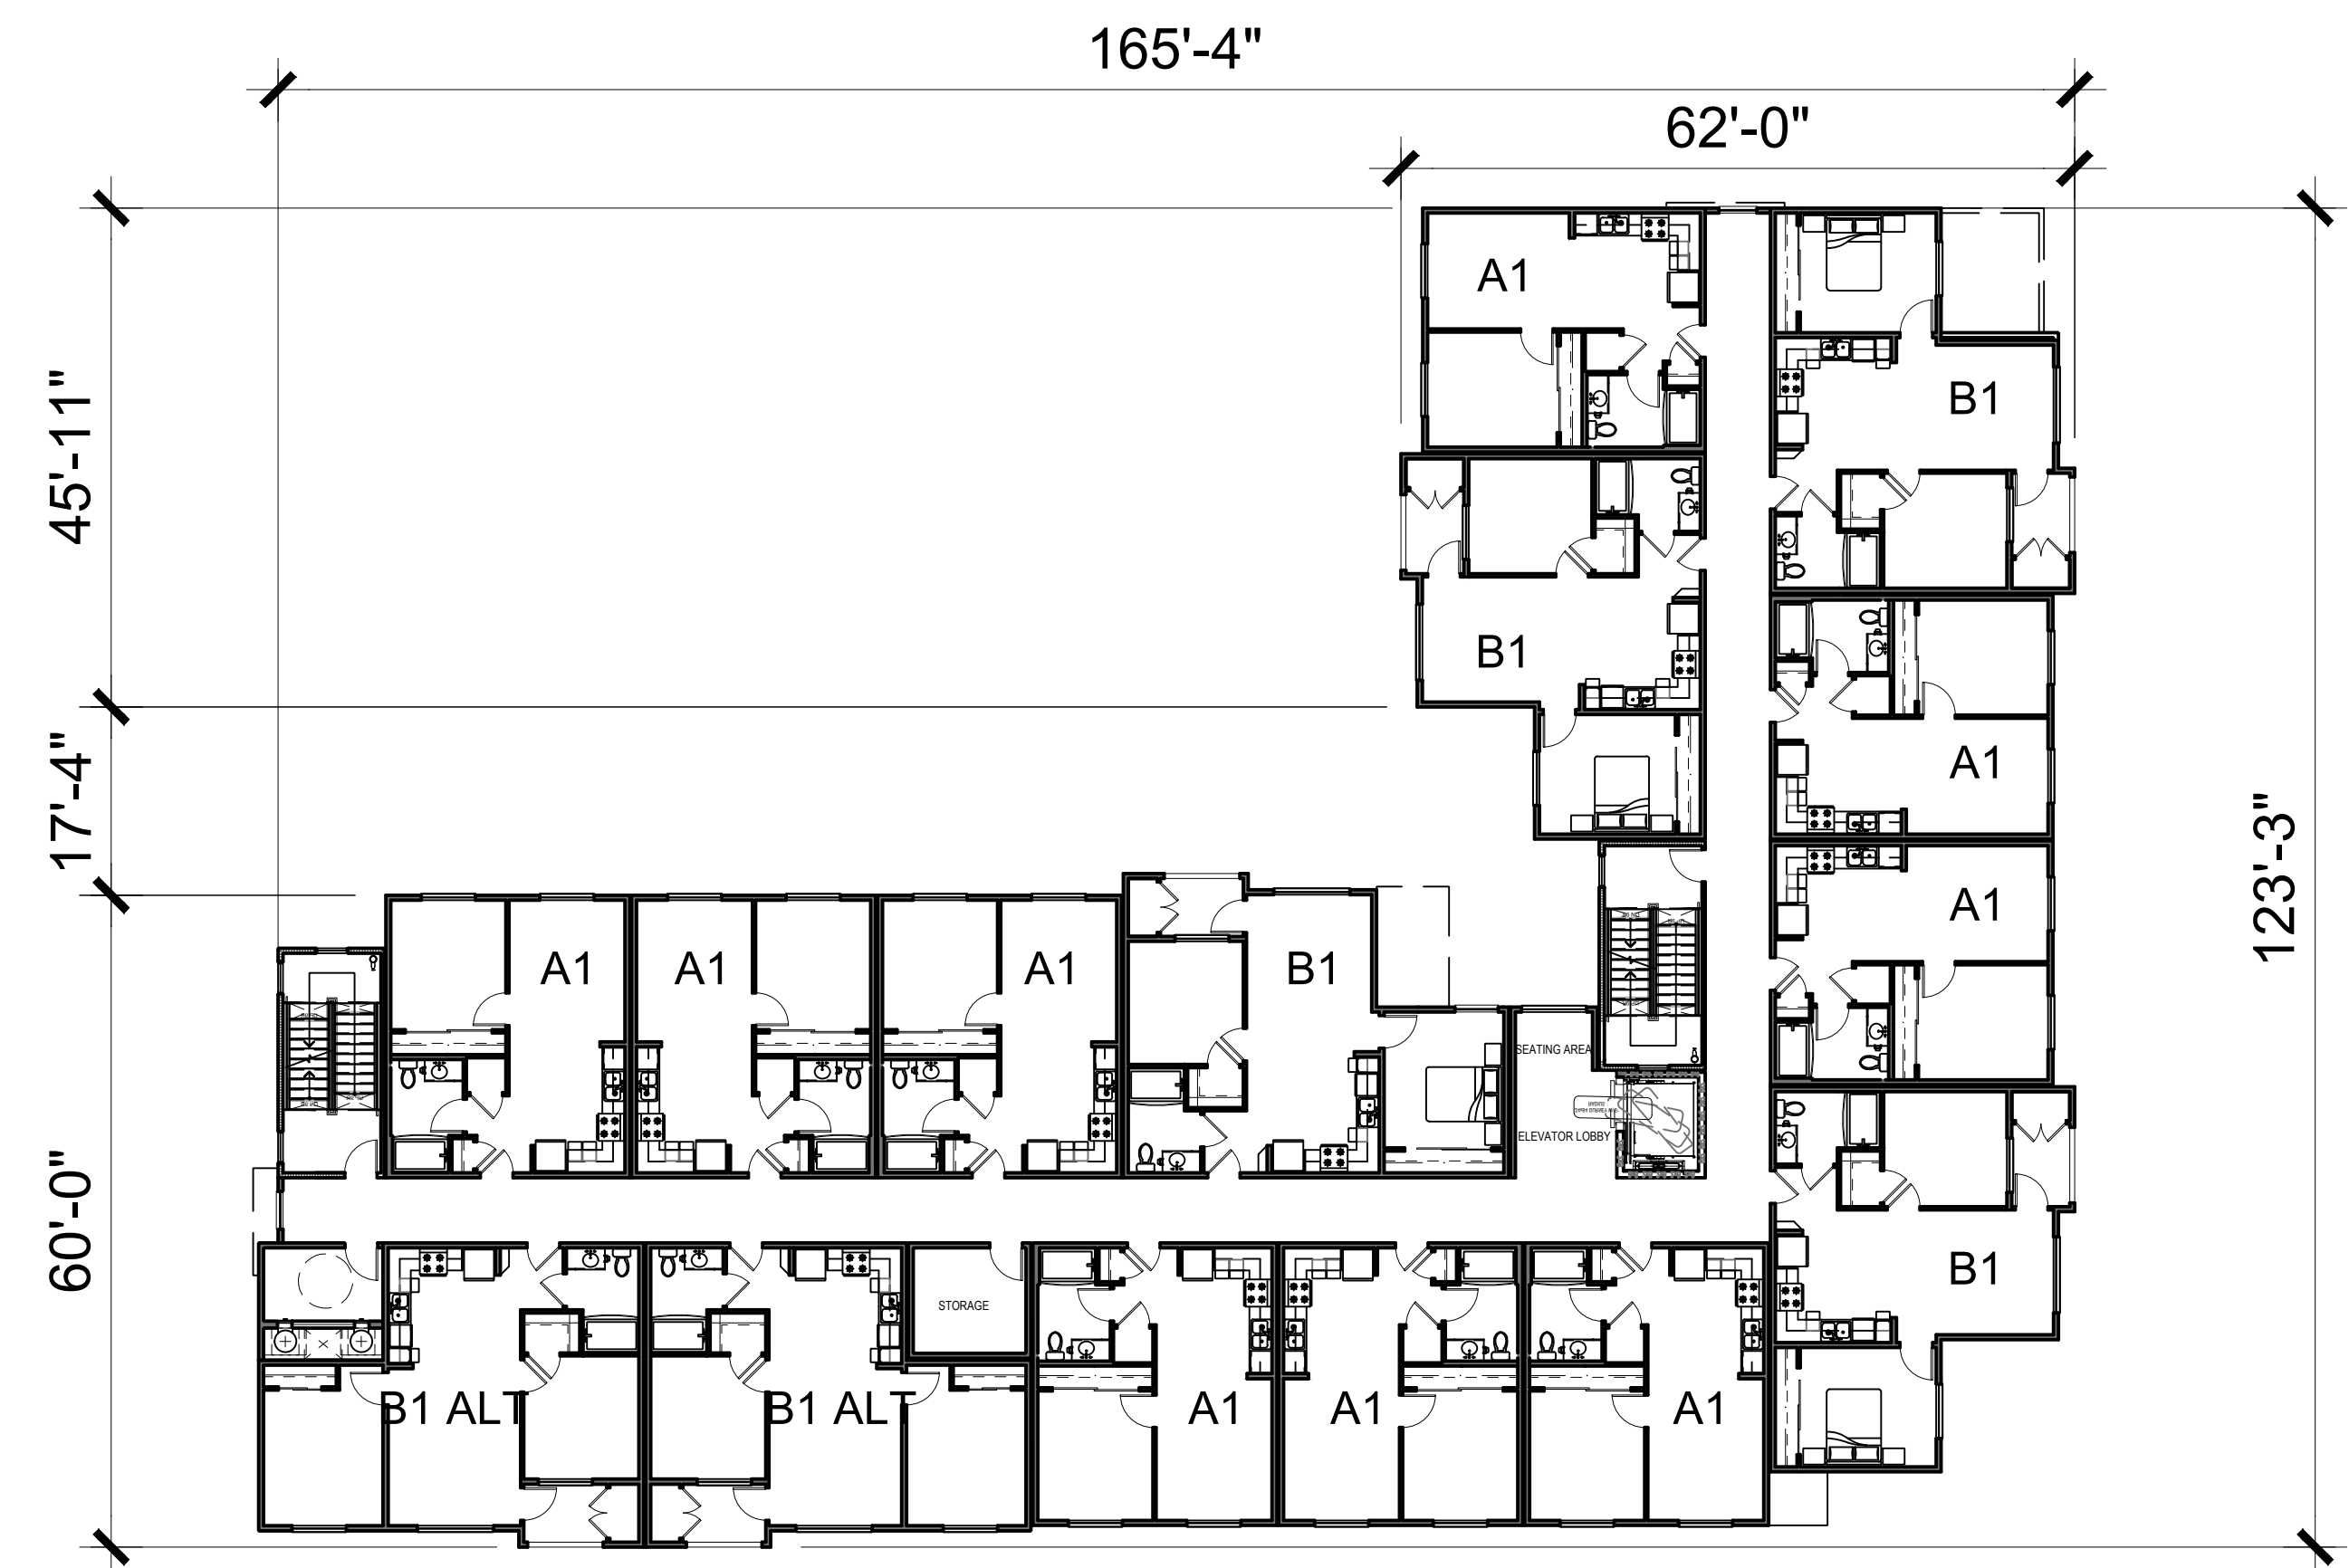 165'-4"
62'-0"
A1
B1
45'-11"
B1
17'-4"
A1
A1
123'-3"
A1
A1
A1
B1
SEATING AREA
ELEVATOR LOBBY
60'-0"
B1
STORAGE
B1 ALT
B1 ALT
A1
A1
A1